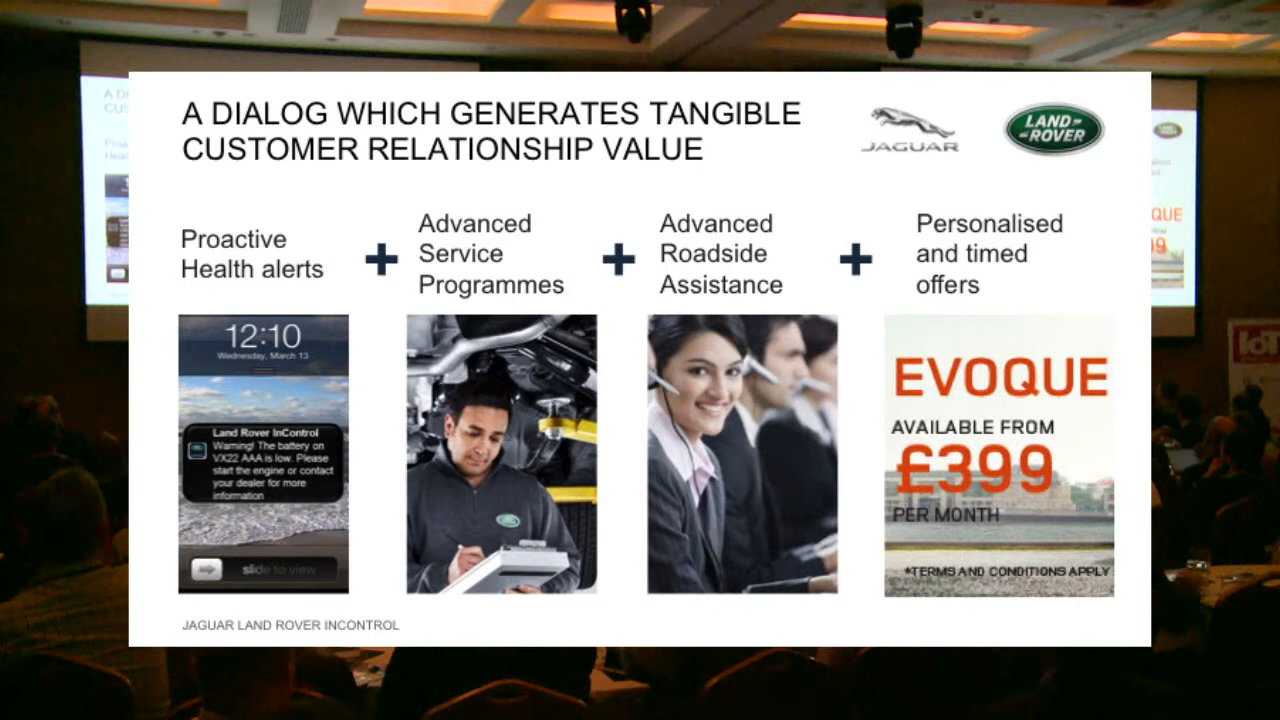 A DIALOG WHICH GENERATES TANGIBLE
CUSTOMER RELATIONSHIP VALUE
JAGUAR
LAND
ROVER
Proactive
Health alerts
+
Advanced
Service
Programmes
+
Advanced
Roadside
Assistance
+
Personalised
and timed
offers
12:10
Wednesday, March 13
Land Rover InControl
Warning! The battery on
VX22 AAA is low. Please
start the engine or contact
your dealer for more
information
slide to view
EVOQUE
AVAILABLE FROM
£399
PER MONTH
*TERMS AND CONDITIONS APPLY
JAGUAR LAND ROVER INCONTROL
QUE
IoT